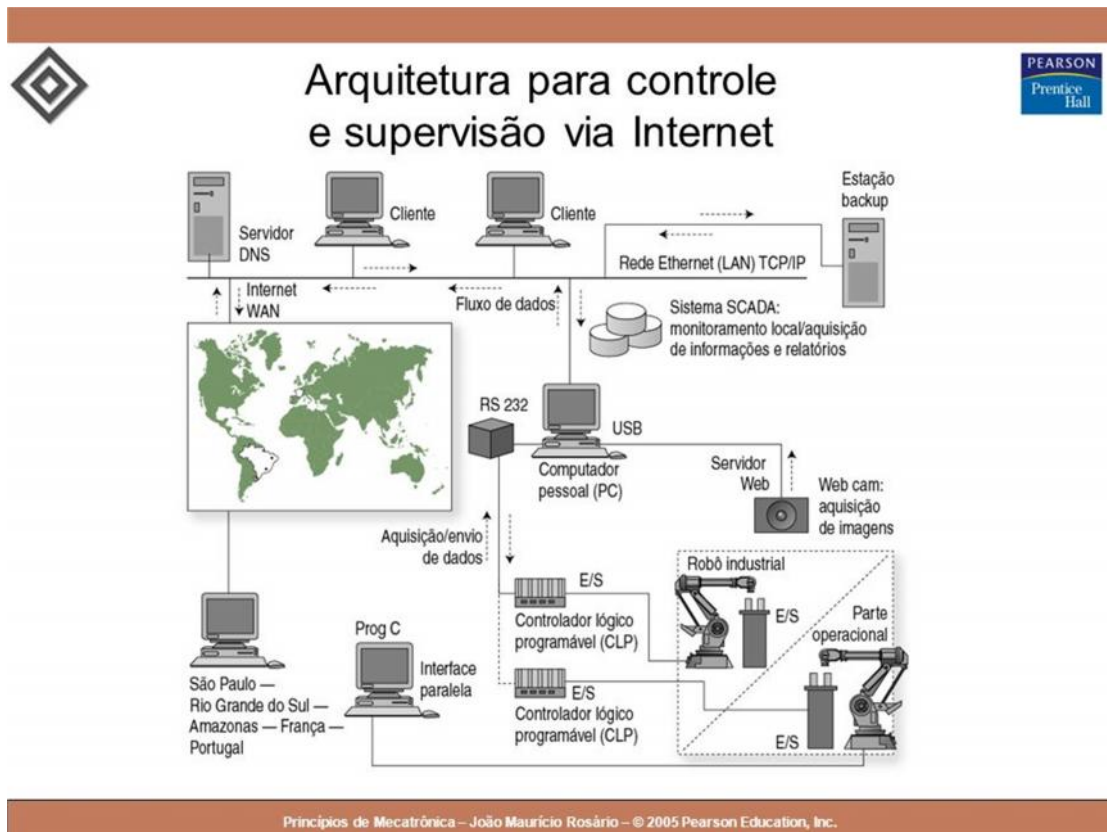 Arquitetura para controle
e supervisão via Internet
PEARSON
Prentice
Hall
Servidor
DNS
Cliente
Cliente
Estação
backup
Rede Ethernet (LAN) TCP/IP
Internet
WAN
Fluxo de dados
Sistema SCADA:
monitoramento local/aquisição
de informações e relatórios
RS 232
USB
Computador
pessoal (PC)
Servidor
Web
Web cam:
aquisição
de imagens
Aquisição/envio
de dados
E/S
Controlador lógico
programável (CLP)
Robô industrial
E/S
Parte
operacional
Prog C
Interface
paralela
E/S
Controlador lógico
programável (CLP)
E/S
São Paulo —
Rio Grande do Sul —
Amazonas — França —
Portugal
Princípios de Mecatrônica – João Maurício Rosário – © 2005 Pearson Education, Inc.